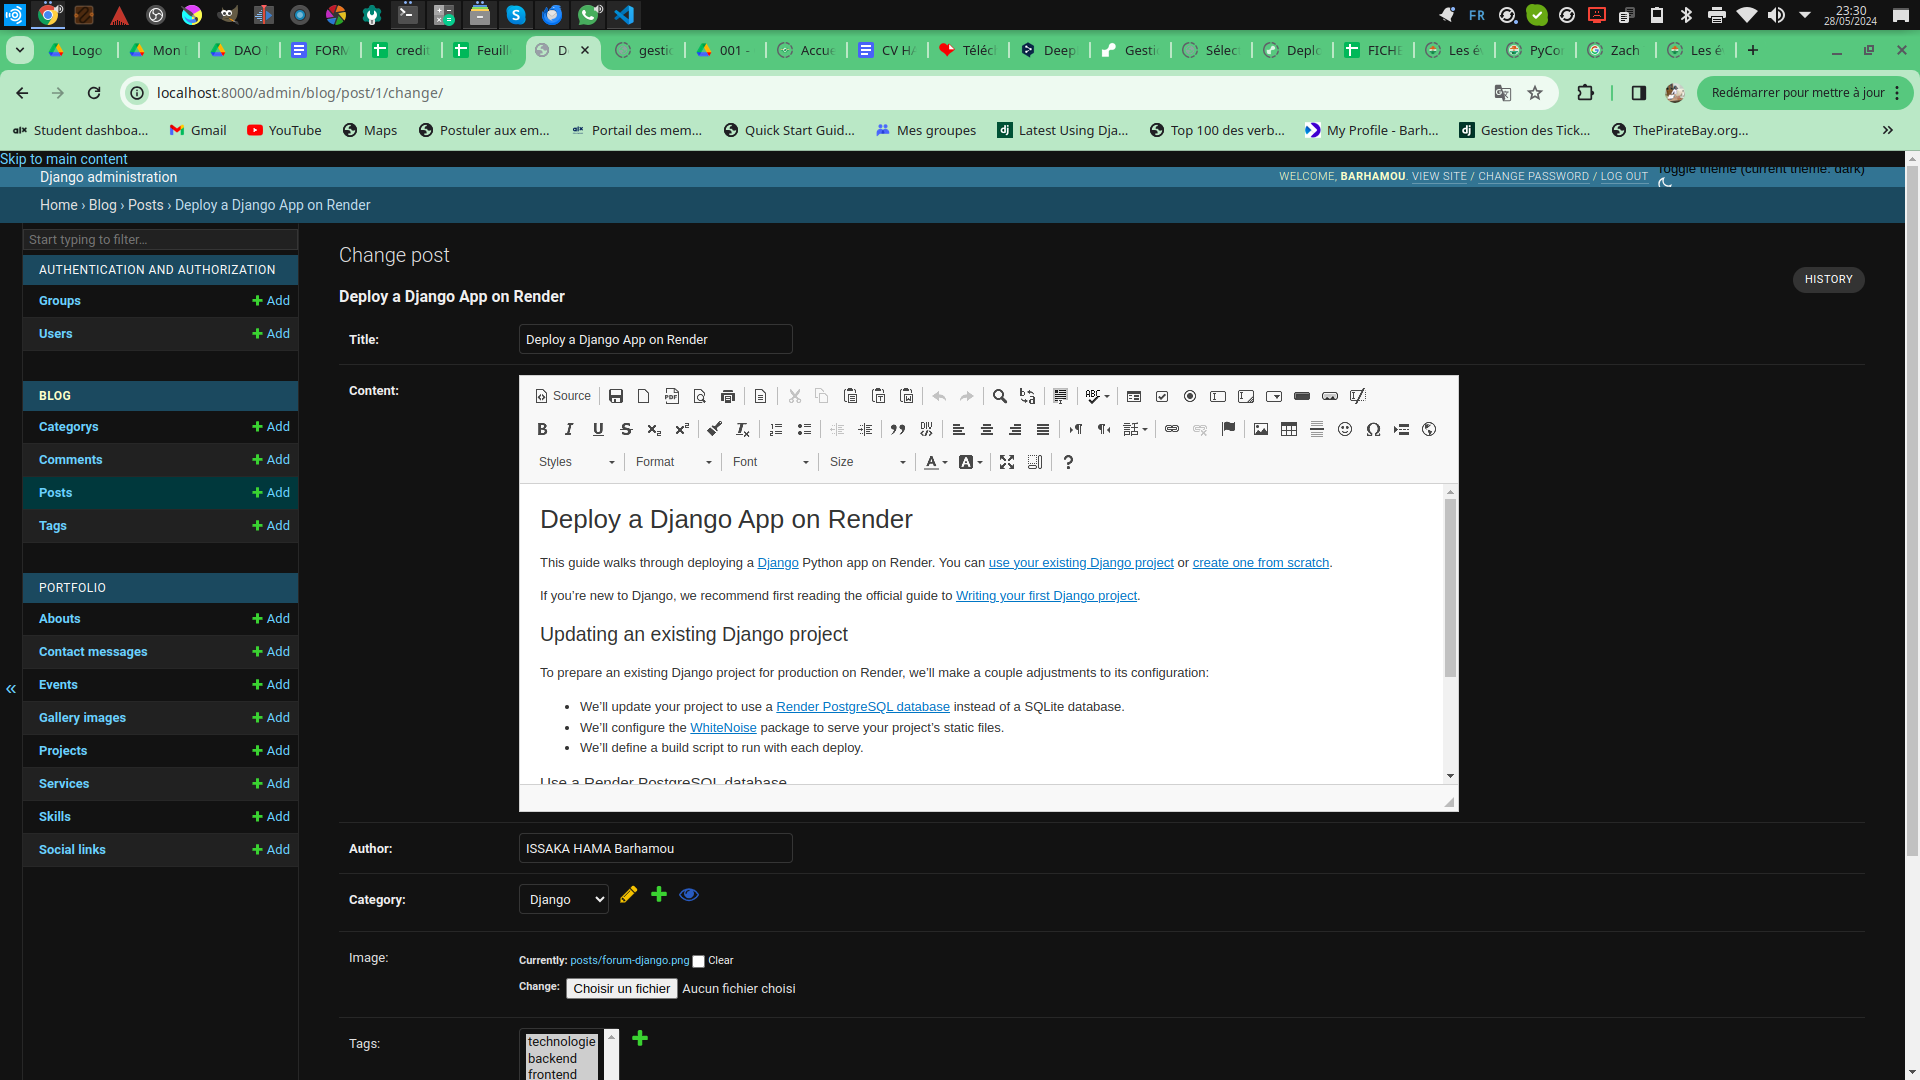 FR
23:30
28/05/2024
Logo
Mon
DAO
FORM
credit
Feuill
D
gestic
001 -
Accue
CV HA
Téléc
Deep
Gesti
Sélec
Deplo
FICHE
Les év
PyCo
Zach
Les év
localhost:8000/admin/blog/post/1/change/
Redémarrer pour mettre à jour
Student dashboa...
Gmail
YouTube
Maps
Postuler aux em...
Portail des mem...
Quick Start Guid...
Mes groupes
Latest Using Dja...
Top 100 des verb...
My Profile - Barh...
Gestion des Tick...
ThePirateBay.org...
Skip to main content
Django administration
WELCOME, BARHAMOU. VIEW SITE / CHANGE PASSWORD / LOG OUT
Toggle theme (current theme: dark)
Home › Blog › Posts › Deploy a Django App on Render
Start typing to filter...
AUTHENTICATION AND AUTHORIZATION
Groups Add
Users Add
BLOG
Categorys Add
Comments Add
Posts Add
Tags Add
PORTFOLIO
Abouts Add
Contact messages Add
Events Add
Gallery images Add
Projects Add
Services Add
Skills Add
Social links Add
«
Change post
HISTORY
Deploy a Django App on Render
Title: Deploy a Django App on Render
Content:
Source
Styles Format Font Size
Deploy a Django App on Render
This guide walks through deploying a Django Python app on Render. You can use your existing Django project or create one from scratch.
If you’re new to Django, we recommend first reading the official guide to Writing your first Django project.
Updating an existing Django project
To prepare an existing Django project for production on Render, we’ll make a couple adjustments to its configuration:
• We’ll update your project to use a Render PostgreSQL database instead of a SQLite database.
• We’ll configure the WhiteNoise package to serve your project’s static files.
• We’ll define a build script to run with each deploy.
Use a Render PostgreSQL database
Author: ISSAKA HAMA Barhamou
Category: Django
Image: Currently: posts/forum-django.png Clear
Change: Choisir un fichier Aucun fichier choisi
Tags:
technologie
backend
frontend